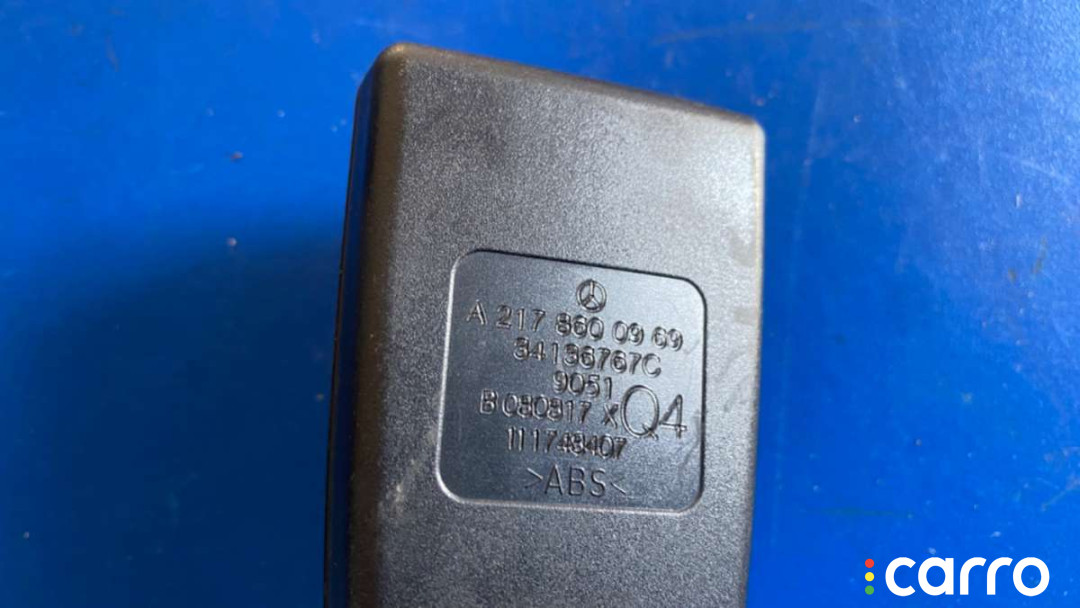 A 217 860 09 69
34136767C
9051
B 080817 X Q4
111748407
>ABS<
carro